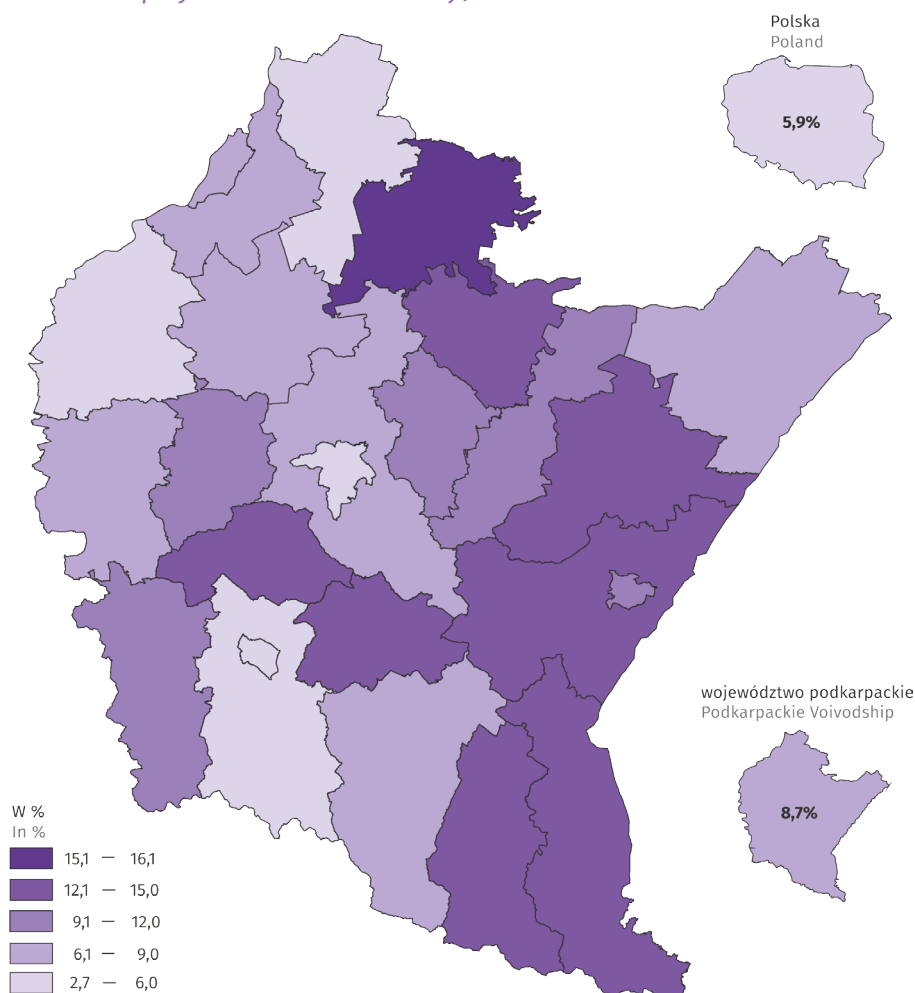 Polska
Poland
5,9%
województwo podkarpackie
Podkarpackie Voivodship
8,7%
W %
In %
15,1 — 16,1
12,1 — 15,0
9,1 — 12,0
6,1 — 9,0
2,7 — 6,0